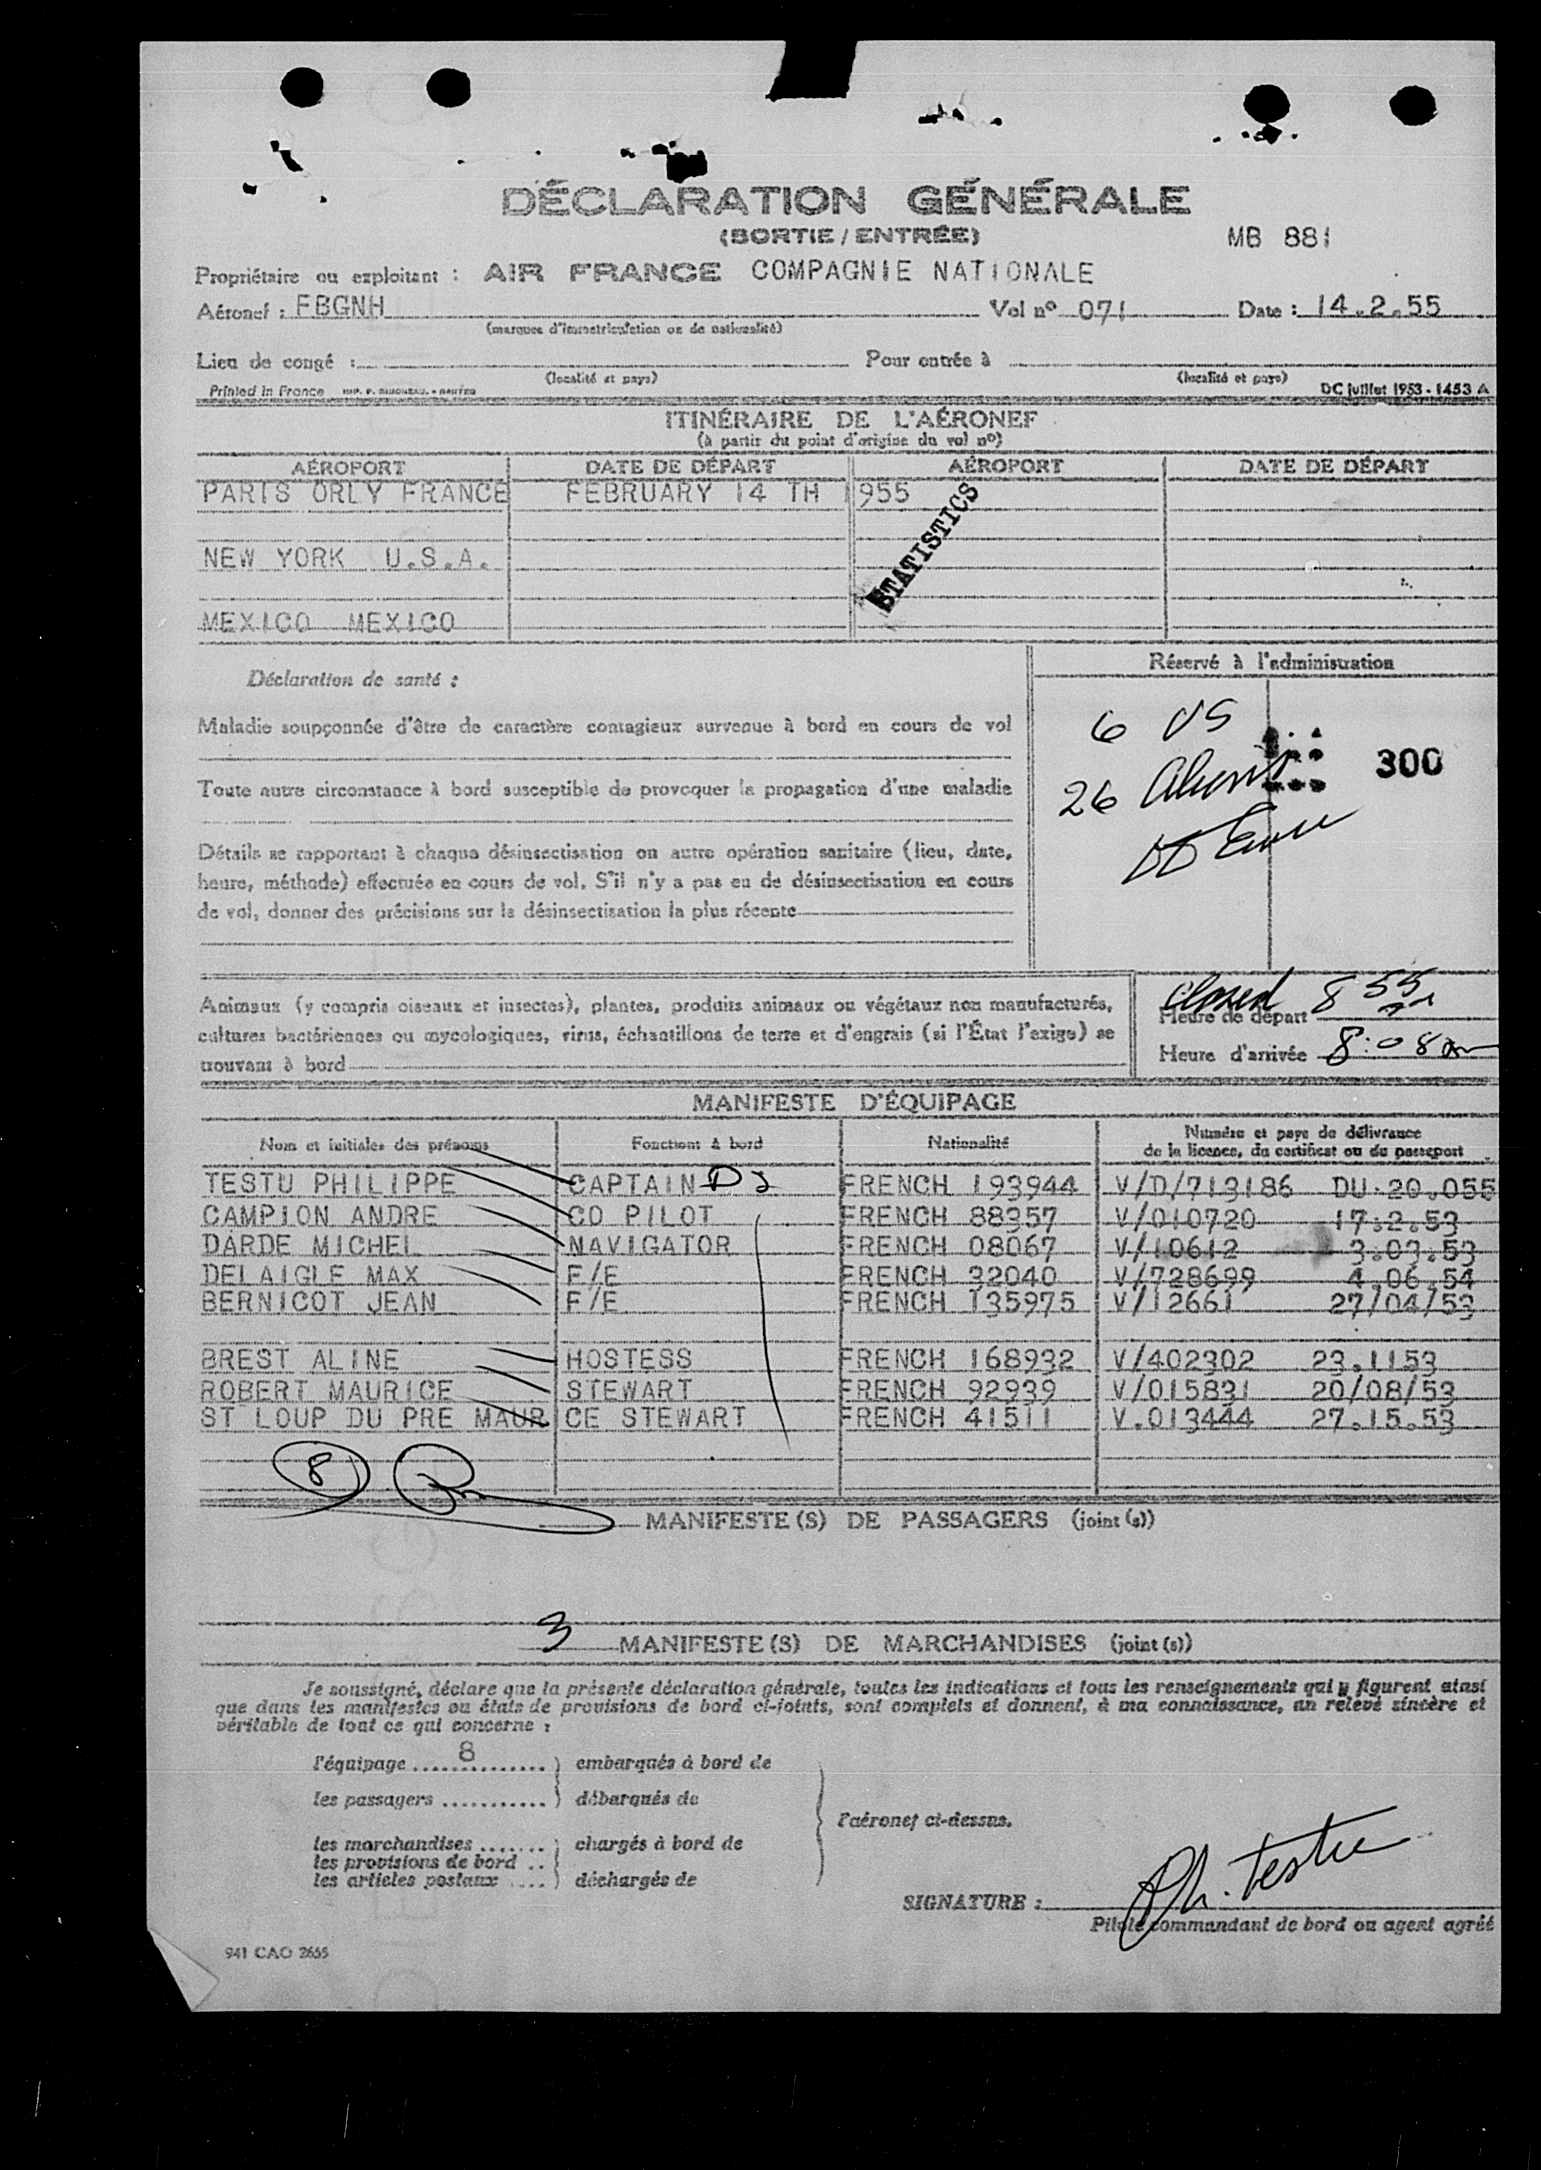 DÉCLARATION GÉNÉRALE
(SORTIE / ENTRÉE)
MB 881
Propriétaire ou exploitant : AIR FRANCE COMPAGNIE NATIONALE
Aéronef : FBGNH Vol nº 071 Date : 14.2.55
(marques d'immatriculation ou de nationalité)
Lieu de congé : Pour entrée à
(localité et pays) (localité et pays)
Printed in France DC juillet 1953 - 1453 A
ITINÉRAIRE DE L'AÉRONEF
(à partir du point d'origine du vol nº)
AÉROPORT DATE DE DÉPART AÉROPORT DATE DE DÉPART
PARIS ORLY FRANCE FEBRUARY 14 TH 1955
STATISTICS
NEW YORK U.S.A.
MEXICO MEXICO
Déclaration de santé :
Réservé à l'administration
Maladie soupçonnée d'être de caractère contagieux survenue à bord en cours de vol
6 US
300
26
Toute autre circonstance à bord susceptible de provoquer la propagation d'une maladie
Détails se rapportant à chaque désinsectisation ou autre opération sanitaire (lieu, date,
heure, méthode) effectuée en cours de vol. S'il n'y a pas eu de désinsectisation en cours
de vol, donner des précisions sur la désinsectisation la plus récente
Animaux (y compris oiseaux et insectes), plantes, produits animaux ou végétaux non manufacturés,
cultures bactériennes ou mycologiques, virus, échantillons de terre et d'engrais (si l'État l'exige) se
trouvant à bord
Closed 8 55
Heure de départ
Heure d'arrivée 8:08 am
MANIFESTE D'ÉQUIPAGE
Nom et initiales des prénoms Fonctions à bord Nationalité Numéro et pays de délivrance
de la licence, du certificat ou du passeport
TESTU PHILIPPE CAPTAIN FRENCH 193944 V/D/713186 DU.20.055
CAMPION ANDRE CO PILOT FRENCH 88357 V/010720 17.2.53
DARDE MICHEL NAVIGATOR FRENCH 08067 V/10612 3.03.53
DELAIGLE MAX F/E FRENCH 32040 V/728699 4.06.54
BERNICOT JEAN F/E FRENCH 135975 V/12661 27/04/53
BREST ALINE HOSTESS FRENCH 168932 V/402302 23.1153
ROBERT MAURICE STEWART FRENCH 92939 V/015831 20/08/53
ST LOUP DU PRE MAURICE STEWART FRENCH 41511 V.013444 27.15.53
8
MANIFESTE(S) DE PASSAGERS (joint(s))
3 MANIFESTE(S) DE MARCHANDISES (joint(s))
Je soussigné, déclare que la présente déclaration générale, toutes les indications et tous les renseignements qui y figurent ainsi
que dans les manifestes ou états de provisions de bord ci-joints, sont complets et donnent, à ma connaissance, un relevé sincère et
véritable de tout ce qui concerne :
l'équipage 8 embarqués à bord de
les passagers débarqués de
l'aéronef ci-dessus.
les marchandises chargés à bord de
les provisions de bord
les articles postaux déchargés de
SIGNATURE : Ph. Testu
Pilote commandant de bord ou agent agréé
941 CAO 2655